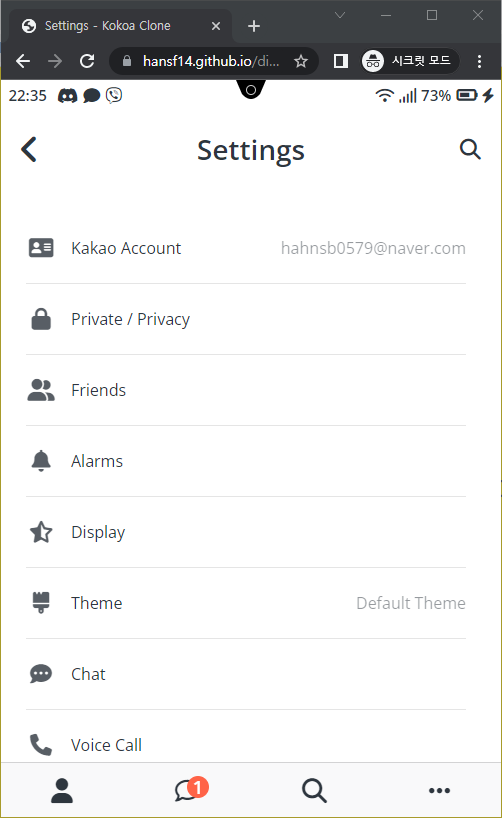 Settings - Kokoa Clone
hansf14.github.io/di...
시크릿 모드
22:35
73%
Settings
Kakao Account
hahnsb0579@naver.com
Private / Privacy
Friends
Alarms
Display
Theme
Default Theme
Chat
Voice Call
1